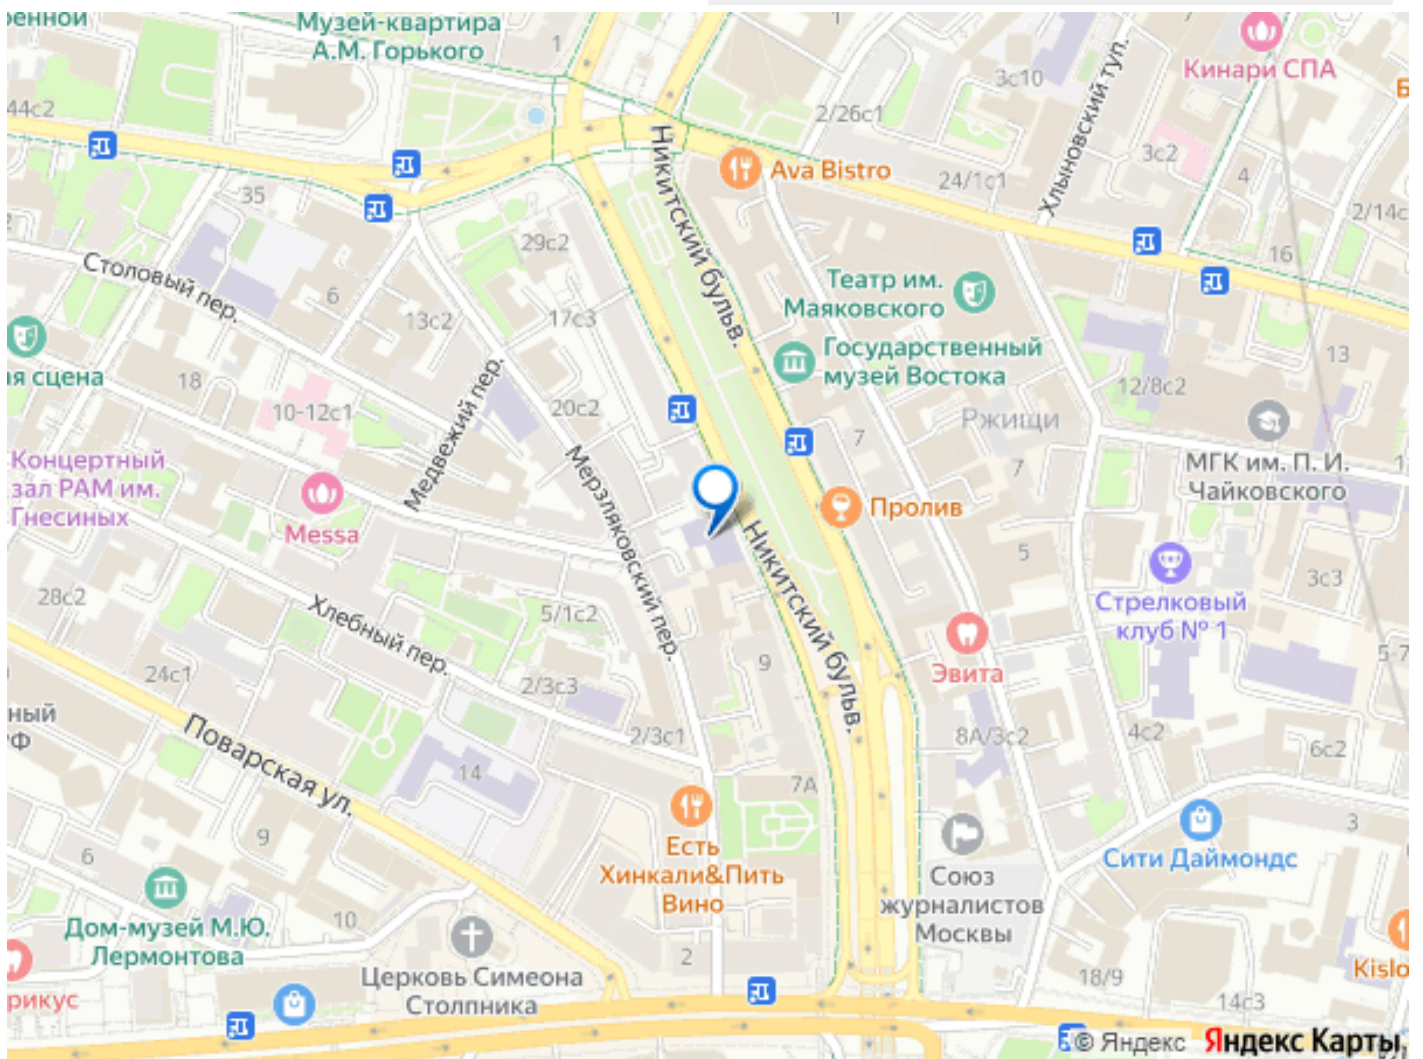 Музей-квартира
А.М. Горького
1
3с10
Кинари СПА
Хлыновский туп.
44с2
2/26с1
3с2
4
Ava Bistro
24/1с1
2/14с
35
Никитский бульв.
29с2
16
Столовый пер.
6
Театр им.
Маяковского
13с2
17с3
Государственный
музей Востока
13
ая сцена
18
12/8с2
10-12с1
Медвежий пер.
20с2
7
Ржищи
Концертный
зал РАМ им.
Гнесиных
Мерзляковский пер.
7
МГК им. П. И.
Чайковского
1
Messa
Пролив
Никитский бульв.
5
3с3
28с2
Хлебный пер.
5/1с2
Стрелковый
клуб № 1
9
Эвита
5-7
24с1
2/3с3
ный
РФ
2/3с1
8А/3с2
4с2
6с2
Поварская ул.
14
7А
9
3
6
Есть
Хинкали&Пить
Вино
Сити Даймондс
Союз
журналистов
Москвы
Дом-музей М.Ю.
Лермонтова
10
2
Церковь Симеона
Столпника
18/9
Kislo
рикус
14с3
© Яндекс Яндекс Карты,